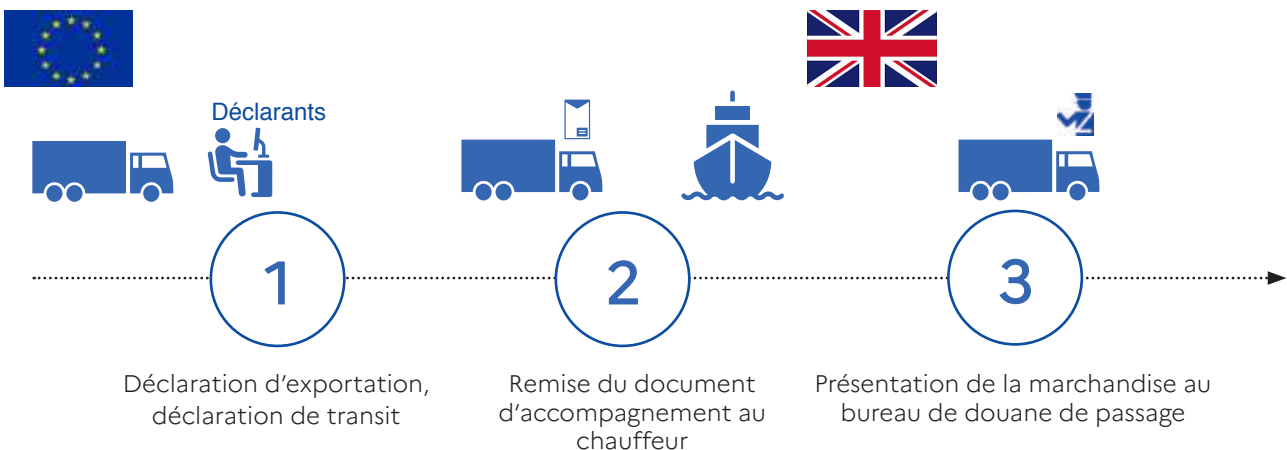 Déclarants
1
2
3
Déclaration d'exportation,
déclaration de transit
Remise du document
d'accompagnement au
chauffeur
Présentation de la marchandise au
bureau de douane de passage